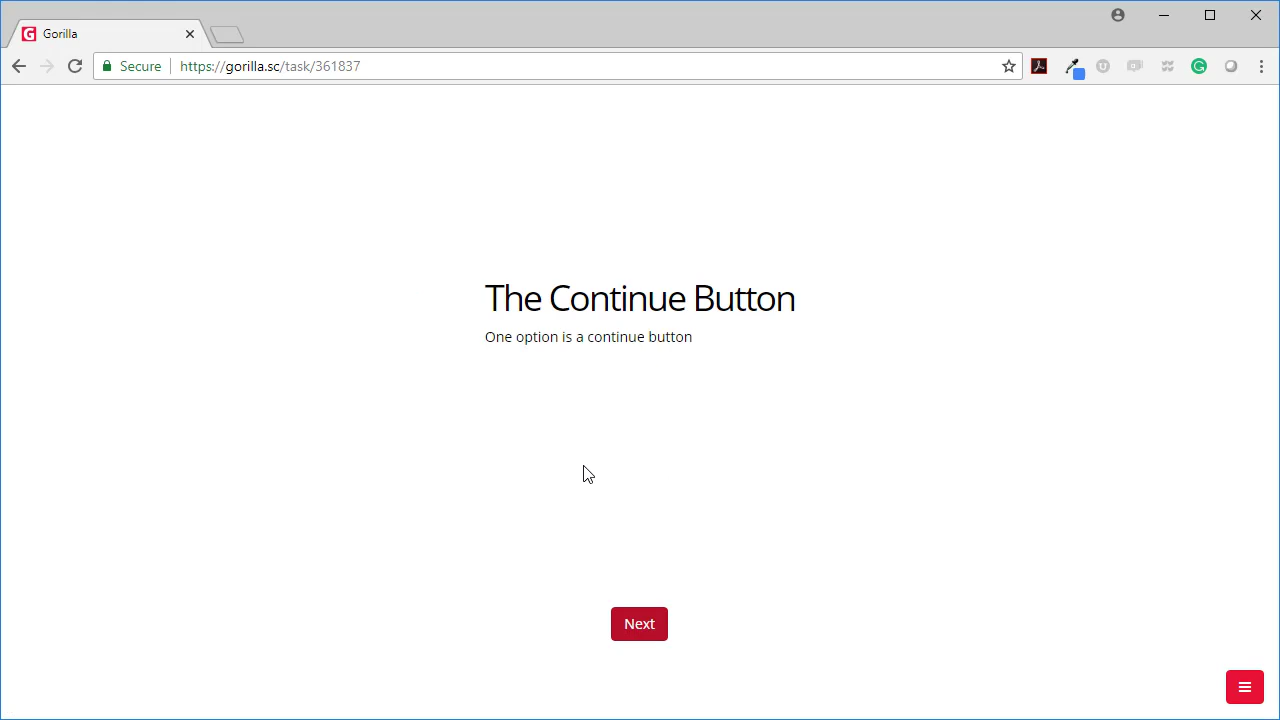 Gorilla
Secure
https://gorilla.sc/task/361837
The Continue Button
One option is a continue button
Next